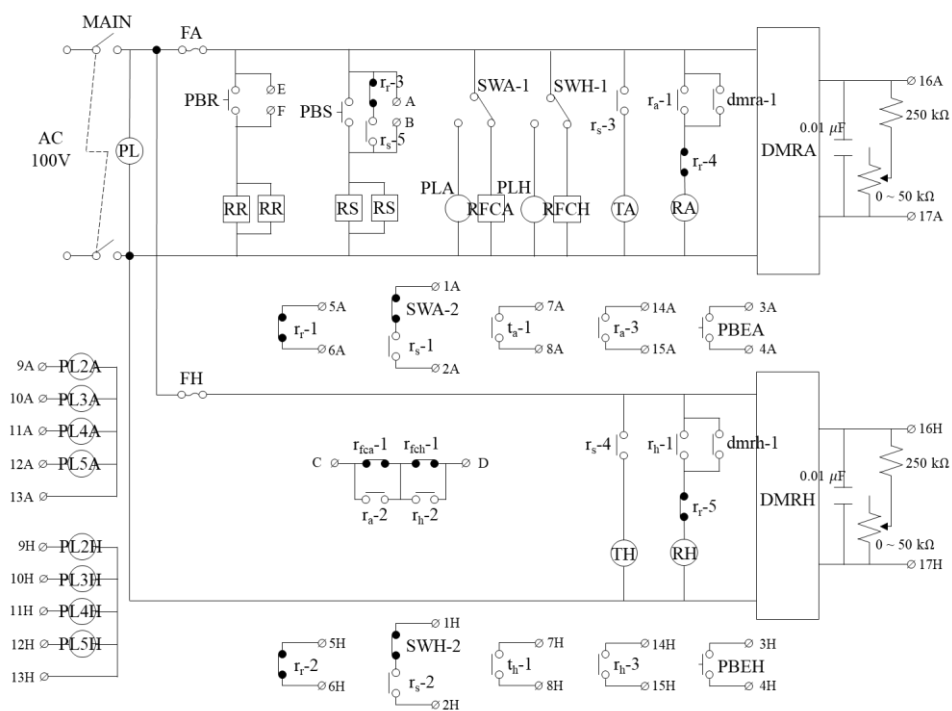 MAIN
FA
AC
100V
PL
PBR
E
F
RR
RR
PBS
r_r-3
A
B
r_s-5
RS
RS
SWA-1
PLA
RFCA
SWH-1
PLH
RFCH
r_s-3
TA
r_a-1
dmra-1
r_r-4
RA
DMRA
0.01 μF
16A
250 kΩ
0 ~ 50 kΩ
17A
5A
r_r-1
6A
1A
SWA-2
r_s-1
2A
7A
t_a-1
8A
14A
r_a-3
15A
3A
PBEA
4A
9A PL2A
10A PL3A
11A PL4A
12A PL5A
13A
FH
C
r_fca-1
r_fch-1
D
r_a-2
r_h-2
r_s-4
TH
r_h-1
dmrh-1
r_r-5
RH
DMRH
0.01 μF
16H
250 kΩ
0 ~ 50 kΩ
17H
9H PL2H
10H PL3H
11H PL4H
12H PL5H
13H
5H
r_r-2
6H
1H
SWH-2
r_s-2
2H
7H
t_h-1
8H
14H
r_h-3
15H
3H
PBEH
4H